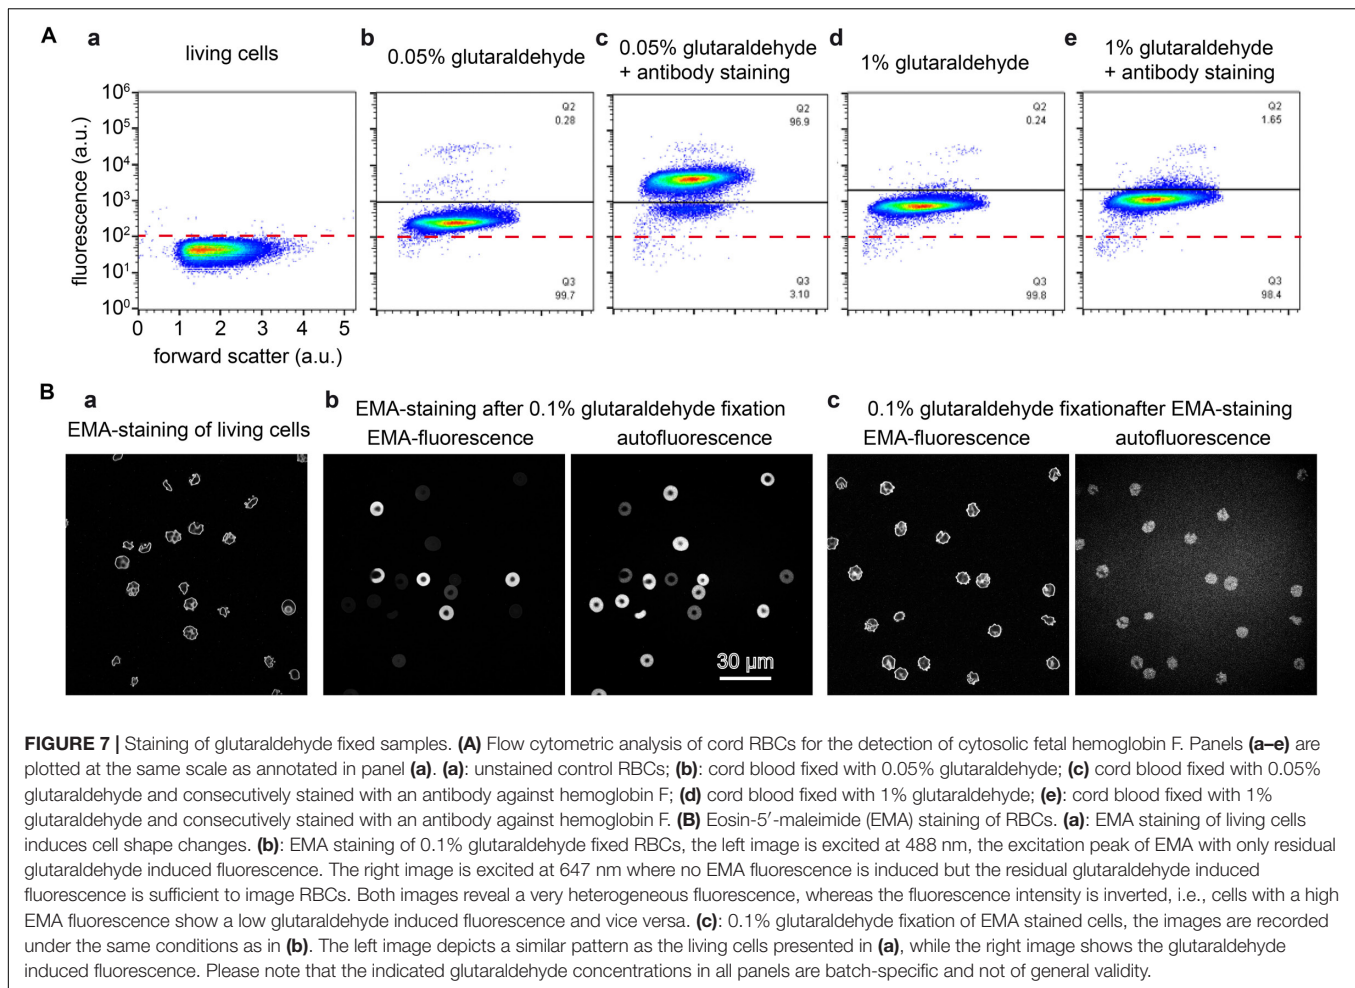 A
a
living cells
b
0.05% glutaraldehyde
c
0.05% glutaraldehyde
+ antibody staining
d
1% glutaraldehyde
e
1% glutaraldehyde
+ antibody staining
fluorescence (a.u.)
10⁶
10⁵
10⁴
10³
10²
10¹
10⁰
0 1 2 3 4 5
forward scatter (a.u.)
Q2
0.28
Q3
99.7
Q2
96.9
Q3
3.10
Q2
0.24
Q3
99.8
Q2
1.65
Q3
98.4
B
a
EMA-staining of living cells
b
EMA-staining after 0.1% glutaraldehyde fixation
EMA-fluorescence
autofluorescence
30 µm
c
0.1% glutaraldehyde fixationafter EMA-staining
EMA-fluorescence
autofluorescence
FIGURE 7 | Staining of glutaraldehyde fixed samples. (A) Flow cytometric analysis of cord RBCs for the detection of cytosolic fetal hemoglobin F. Panels (a–e) are
plotted at the same scale as annotated in panel (a). (a): unstained control RBCs; (b): cord blood fixed with 0.05% glutaraldehyde; (c) cord blood fixed with 0.05%
glutaraldehyde and consecutively stained with an antibody against hemoglobin F; (d) cord blood fixed with 1% glutaraldehyde; (e): cord blood fixed with 1%
glutaraldehyde and consecutively stained with an antibody against hemoglobin F. (B) Eosin-5′-maleimide (EMA) staining of RBCs. (a): EMA staining of living cells
induces cell shape changes. (b): EMA staining of 0.1% glutaraldehyde fixed RBCs, the left image is excited at 488 nm, the excitation peak of EMA with only residual
glutaraldehyde induced fluorescence. The right image is excited at 647 nm where no EMA fluorescence is induced but the residual glutaraldehyde induced
fluorescence is sufficient to image RBCs. Both images reveal a very heterogeneous fluorescence, whereas the fluorescence intensity is inverted, i.e., cells with a high
EMA fluorescence show a low glutaraldehyde induced fluorescence and vice versa. (c): 0.1% glutaraldehyde fixation of EMA stained cells, the images are recorded
under the same conditions as in (b). The left image depicts a similar pattern as the living cells presented in (a), while the right image shows the glutaraldehyde
induced fluorescence. Please note that the indicated glutaraldehyde concentrations in all panels are batch-specific and not of general validity.